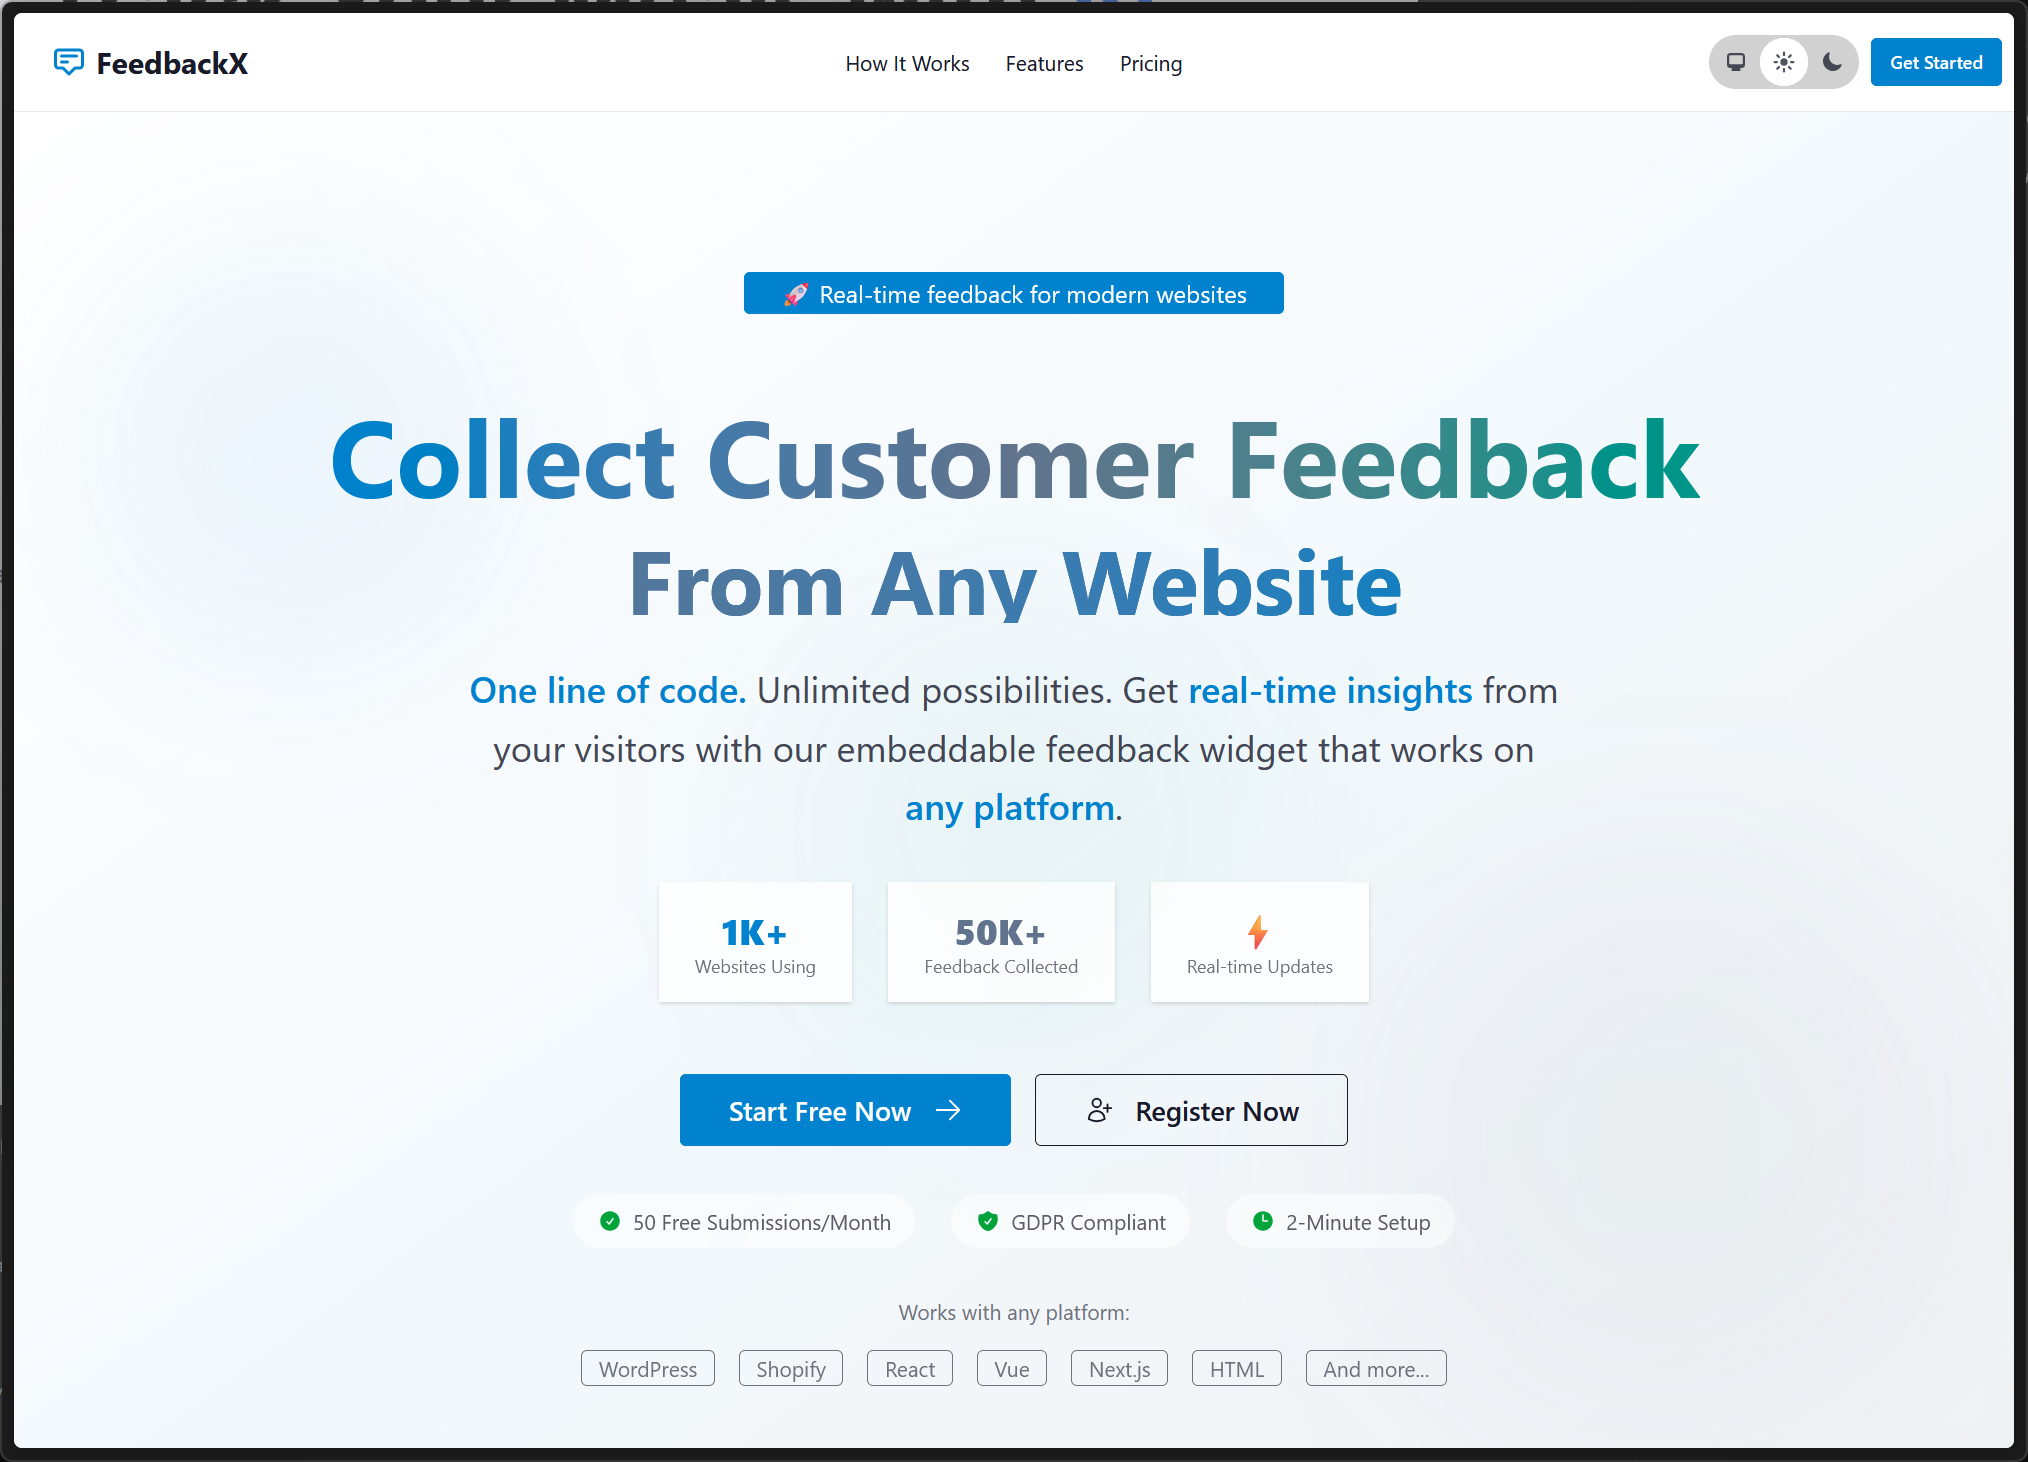 FeedbackX
How It Works
Features
Pricing
Get Started
🚀 Real-time feedback for modern websites
Collect Customer Feedback
From Any Website
One line of code. Unlimited possibilities. Get real-time insights from
your visitors with our embeddable feedback widget that works on
any platform.
1K+
Websites Using
50K+
Feedback Collected
⚡
Real-time Updates
Start Free Now →
Register Now
50 Free Submissions/Month
GDPR Compliant
2-Minute Setup
Works with any platform:
WordPress
Shopify
React
Vue
Next.js
HTML
And more...